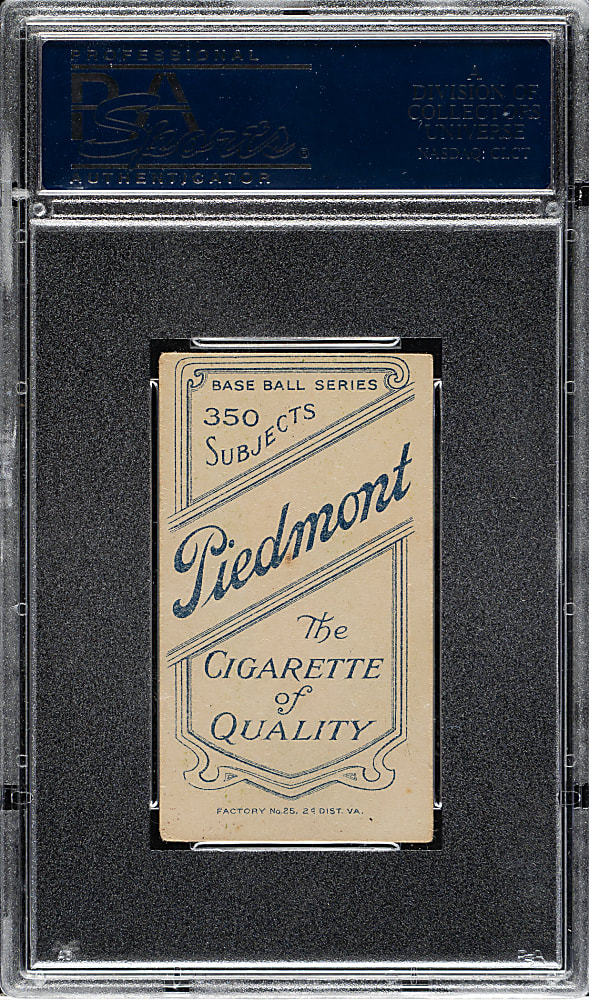 PROFESSIONAL
PSA
Sports
AUTHENTICATOR
A
DIVISION OF
COLLECTORS
UNIVERSE
NASDAQ: CLCT
BASE BALL SERIES
350
SUBJECTS
Piedmont
The
CIGARETTE
of
QUALITY
FACTORY No. 25, 2d DIST. VA.
PSA